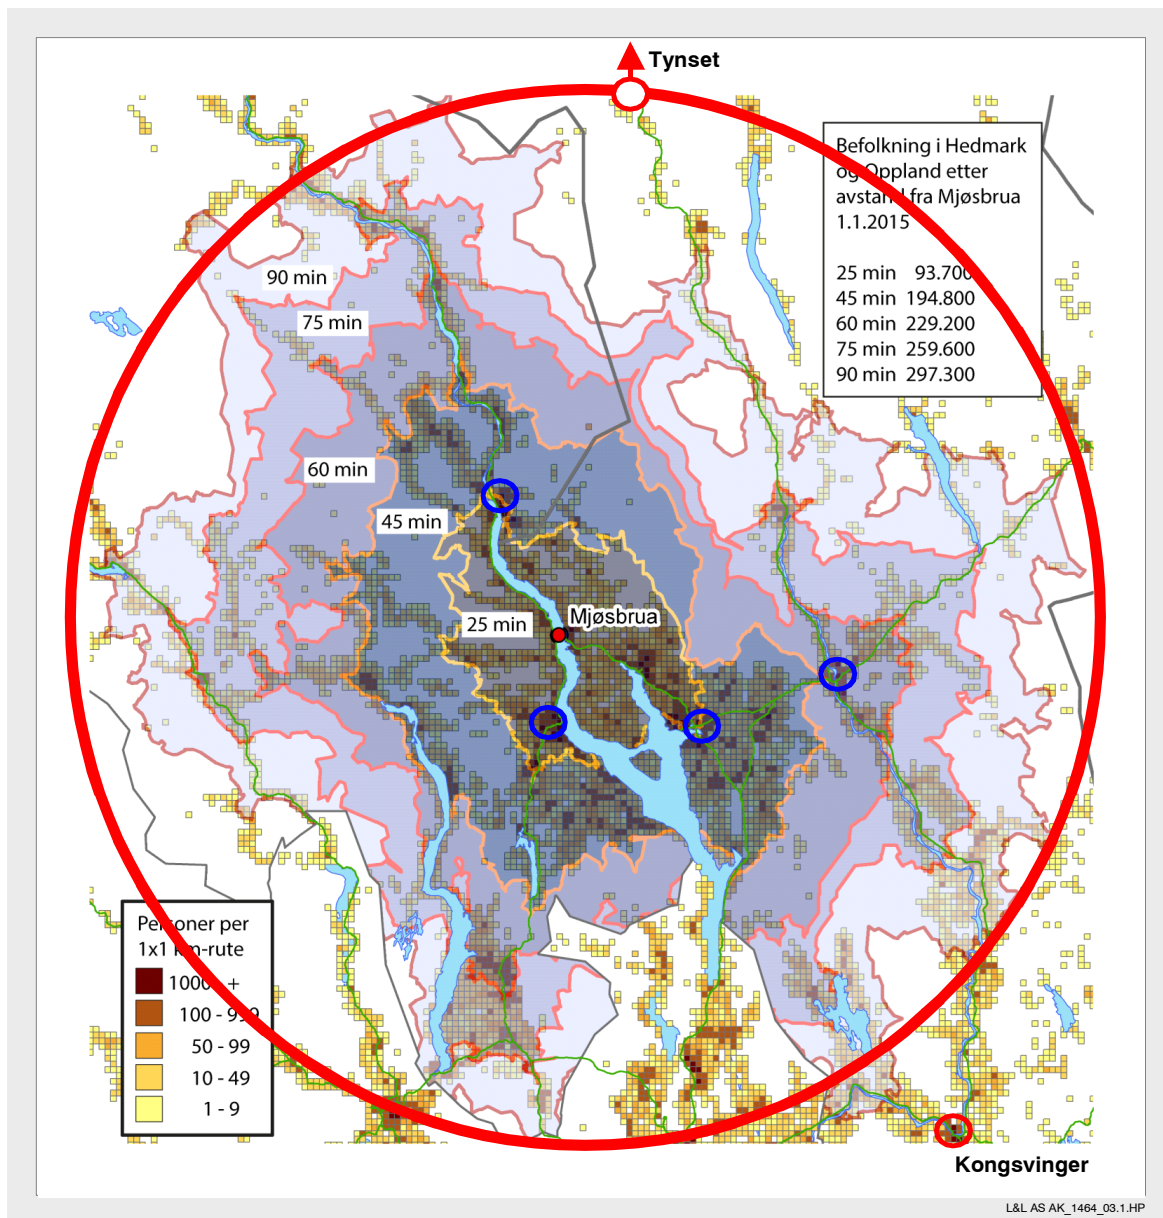 Tynset
Befolkning i Hedmark
og Oppland etter
avstand fra Mjøsbrua
1.1.2015
25 min 93.700
45 min 194.800
60 min 229.200
75 min 259.600
90 min 297.300
90 min
75 min
60 min
45 min
25 min
Mjøsbrua
Personer per
1x1 km-rute
1000 +
100 - 999
50 - 99
10 - 49
1 - 9
Kongsvinger
L&L AS AK_1464_03.1.HP